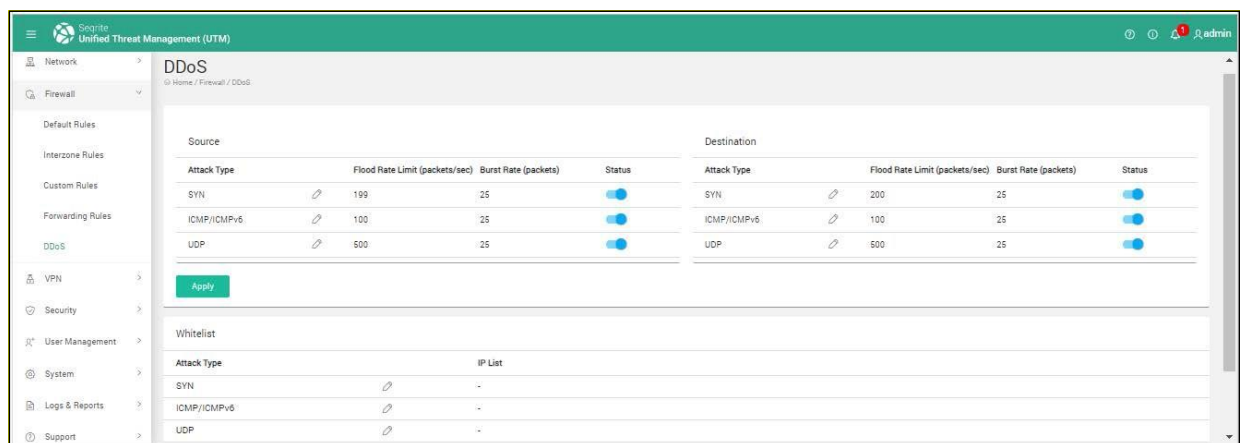 Seqrite
Unified Threat Management (UTM)
1
admin
Network
Firewall
Default Rules
Interzone Rules
Custom Rules
Forwarding Rules
DDoS
VPN
Security
User Management
System
Logs & Reports
Support
DDoS
Home / Firewall / DDoS
Source
Attack Type Flood Rate Limit (packets/sec) Burst Rate (packets) Status
SYN 199 25
ICMP/ICMPv6 100 25
UDP 500 25
Destination
Attack Type Flood Rate Limit (packets/sec) Burst Rate (packets) Status
SYN 200 25
ICMP/ICMPv6 100 25
UDP 500 25
Apply
Whitelist
Attack Type IP List
SYN -
ICMP/ICMPv6 -
UDP -